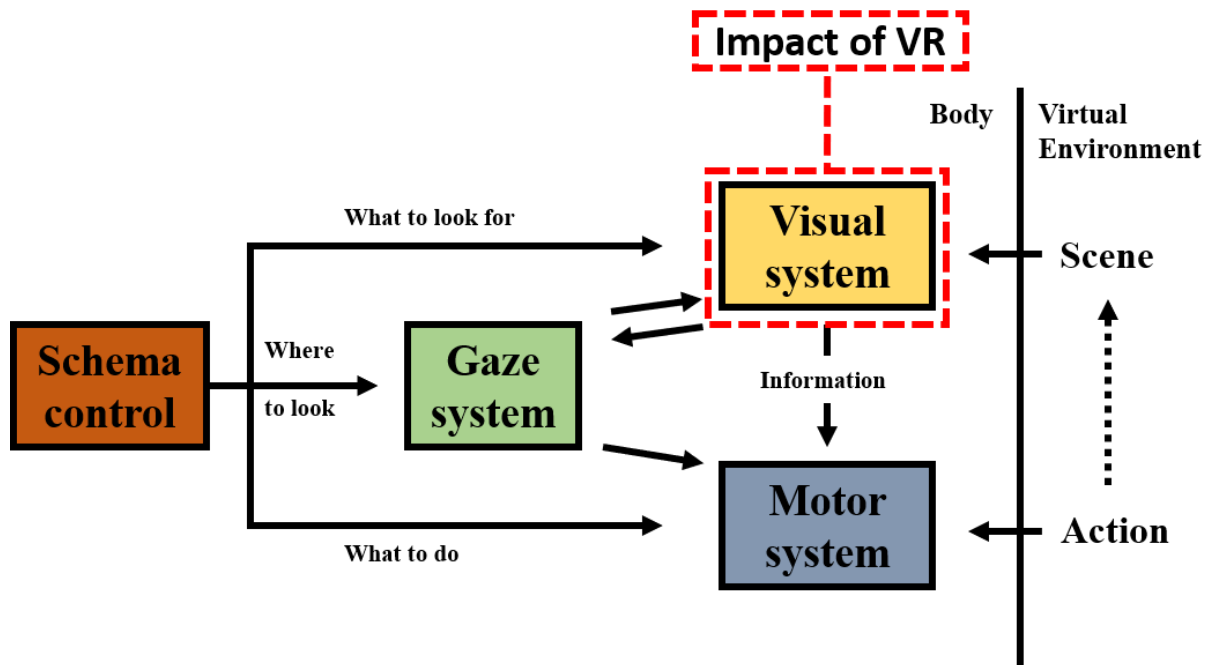 Impact of VR
Body
Virtual
Environment
What to look for
Visual
system
Scene
Schema
control
Where
to look
Gaze
system
Information
Motor
system
Action
What to do